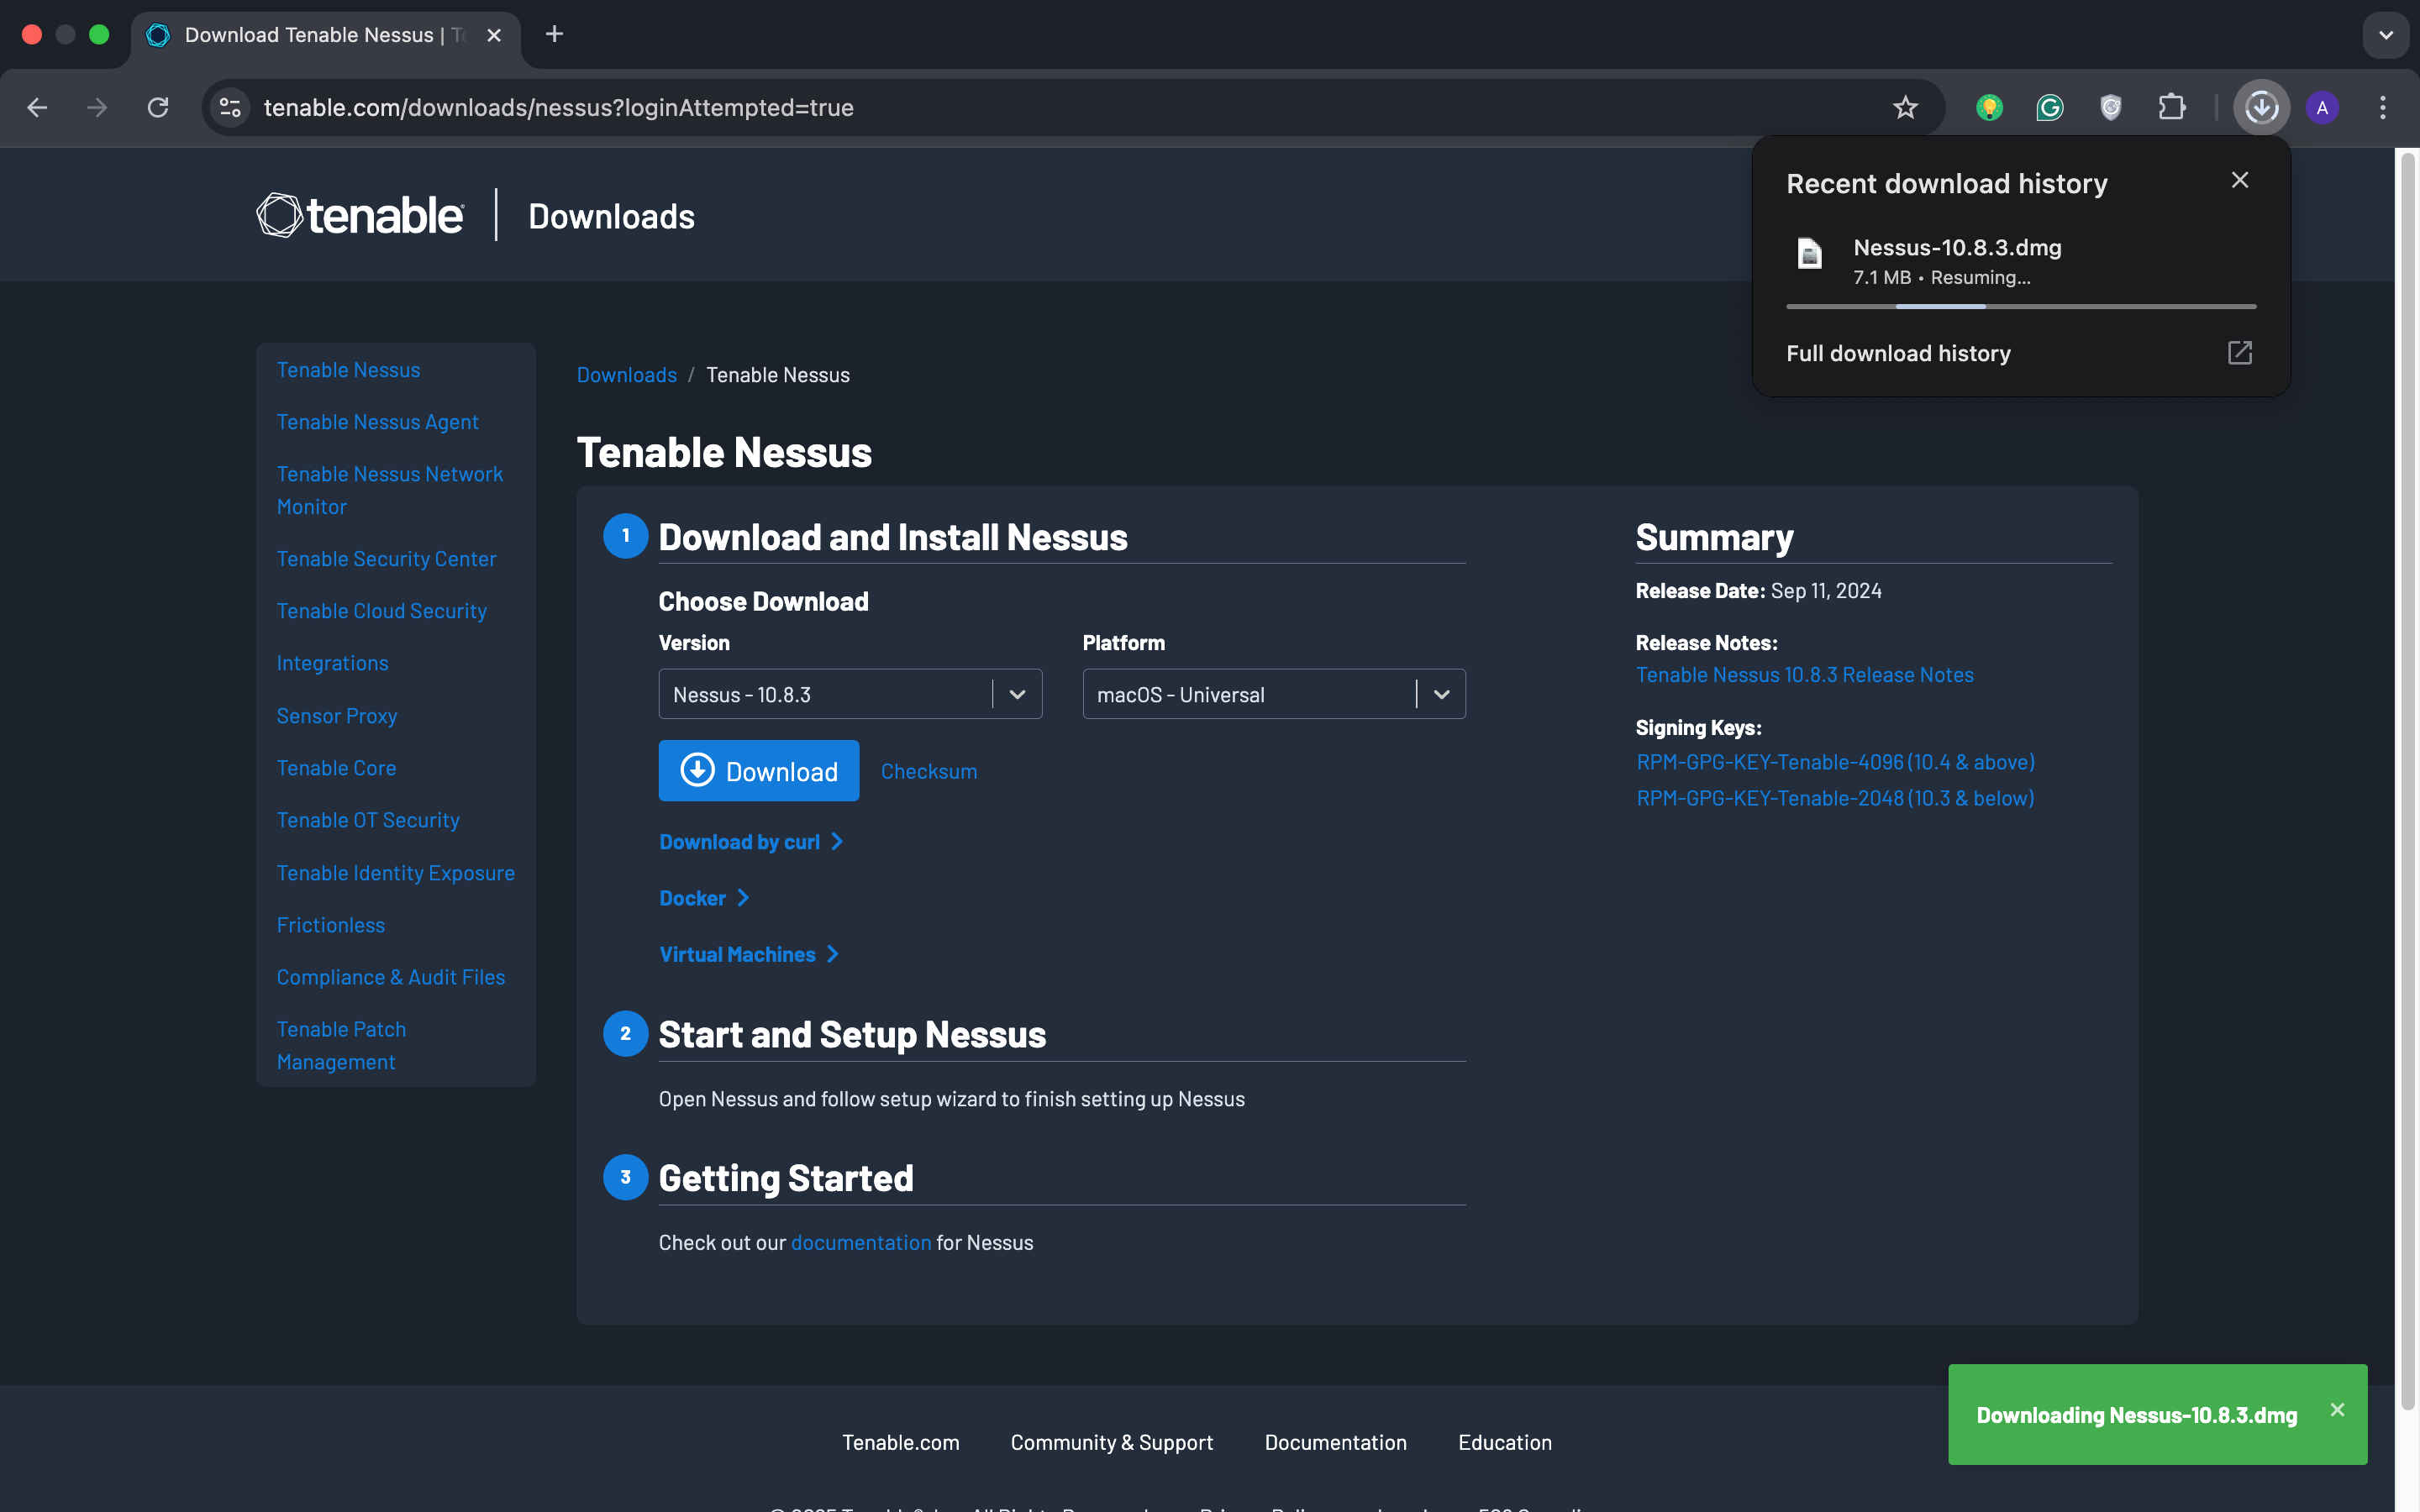 Download Tenable Nessus | Te
tenable.com/downloads/nessus?loginAttempted=true
A
Recent download history
Nessus-10.8.3.dmg
7.1 MB • Resuming...
Full download history
tenable
Downloads
Tenable Nessus
Tenable Nessus Agent
Tenable Nessus Network
Monitor
Tenable Security Center
Tenable Cloud Security
Integrations
Sensor Proxy
Tenable Core
Tenable OT Security
Tenable Identity Exposure
Frictionless
Compliance & Audit Files
Tenable Patch
Management
Downloads / Tenable Nessus
Tenable Nessus
1 Download and Install Nessus
Choose Download
Version
Platform
Nessus - 10.8.3
macOS - Universal
Download
Checksum
Download by curl
Docker
Virtual Machines
2 Start and Setup Nessus
Open Nessus and follow setup wizard to finish setting up Nessus
3 Getting Started
Check out our documentation for Nessus
Summary
Release Date: Sep 11, 2024
Release Notes:
Tenable Nessus 10.8.3 Release Notes
Signing Keys:
RPM-GPG-KEY-Tenable-4096 (10.4 & above)
RPM-GPG-KEY-Tenable-2048 (10.3 & below)
Downloading Nessus-10.8.3.dmg
Tenable.com
Community & Support
Documentation
Education